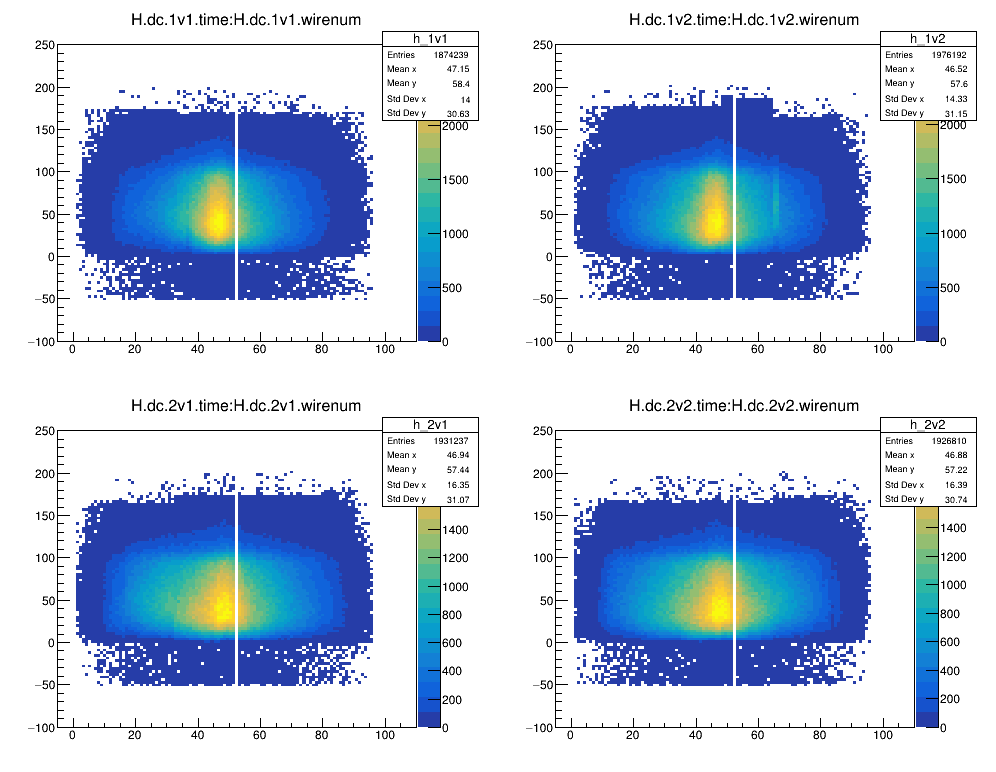 H.dc.1v1.time:H.dc.1v1.wirenum
h_1v1
Entries 1874239
Mean x 47.15
Mean y 58.4
Std Dev x 14
Std Dev y 30.63
250
200
150
100
50
0
−50
−100
0 20 40 60 80 100
2000
1500
1000
500
0
H.dc.1v2.time:H.dc.1v2.wirenum
h_1v2
Entries 1976192
Mean x 46.52
Mean y 57.6
Std Dev x 14.33
Std Dev y 31.15
250
200
150
100
50
0
−50
−100
0 20 40 60 80 100
2000
1500
1000
500
0
H.dc.2v1.time:H.dc.2v1.wirenum
h_2v1
Entries 1931237
Mean x 46.94
Mean y 57.44
Std Dev x 16.35
Std Dev y 31.07
250
200
150
100
50
0
−50
−100
0 20 40 60 80 100
1400
1200
1000
800
600
400
200
0
H.dc.2v2.time:H.dc.2v2.wirenum
h_2v2
Entries 1926810
Mean x 46.88
Mean y 57.22
Std Dev x 16.39
Std Dev y 30.74
250
200
150
100
50
0
−50
−100
0 20 40 60 80 100
1400
1200
1000
800
600
400
200
0